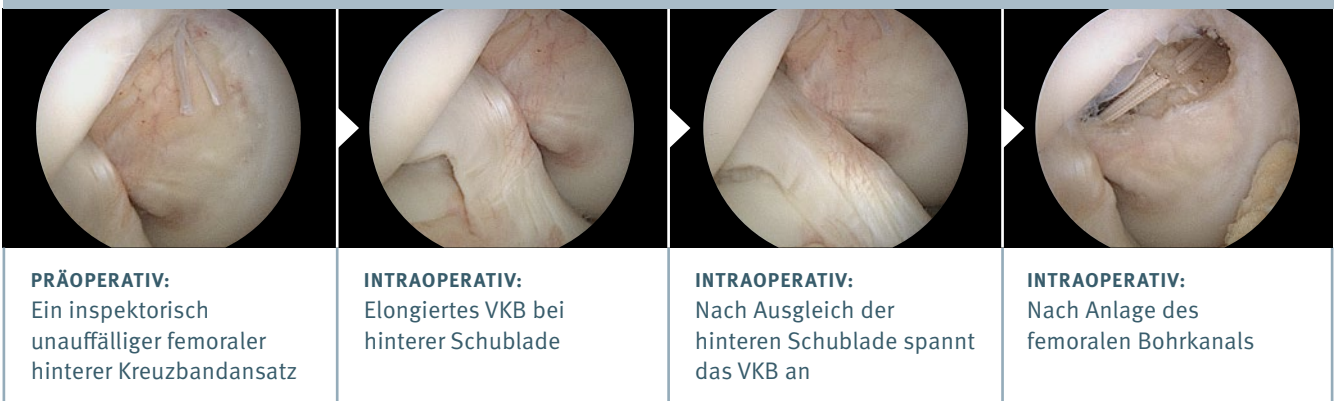 PRÄOPERATIV:
Ein inspektorisch
unauffälliger femoraler
hinterer Kreuzbandansatz
INTRAOPERATIV:
Elongiertes VKB bei
hinterer Schublade
INTRAOPERATIV:
Nach Ausgleich der
hinteren Schublade spannt
das VKB an
INTRAOPERATIV:
Nach Anlage des
femoralen Bohrkanals